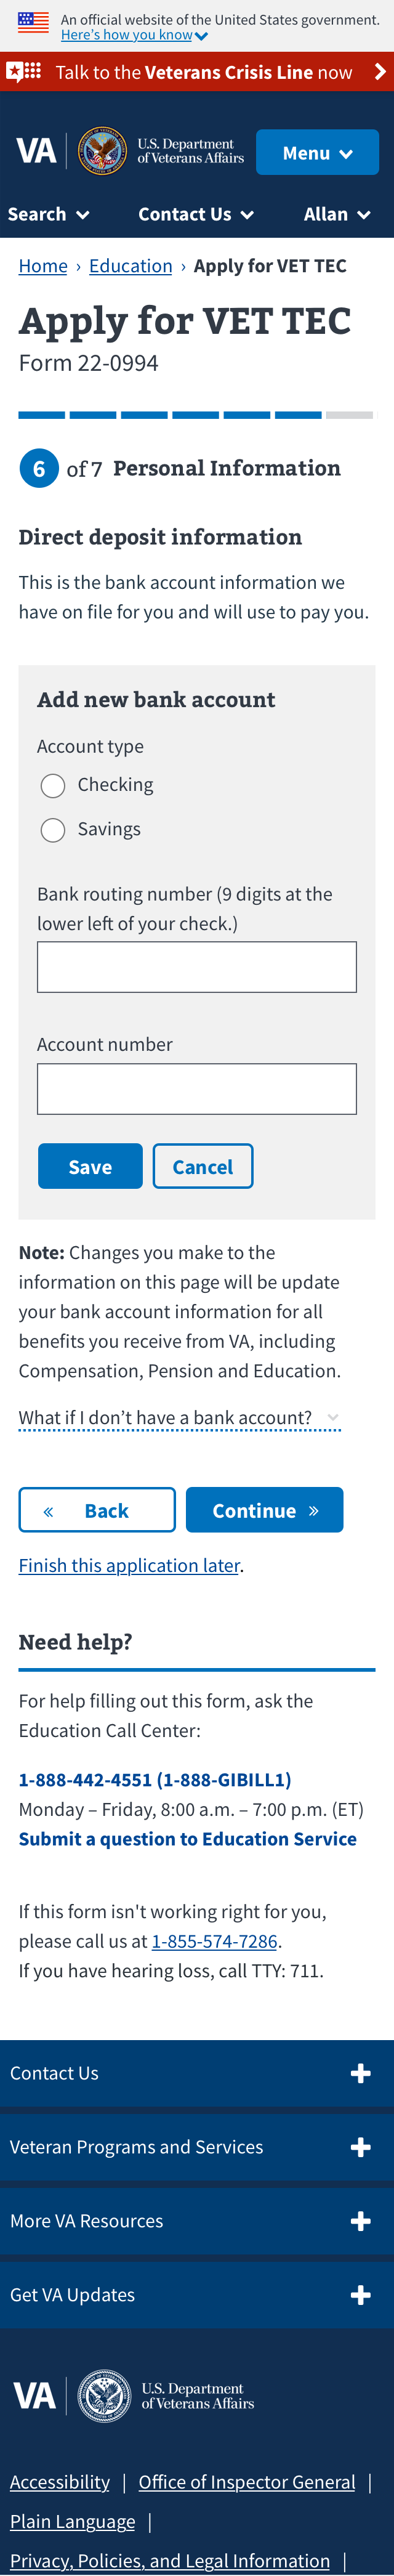 An official website of the United States government.
Here's how you know
Talk to the Veterans Crisis Line now
VA
U.S. Department
of Veterans Affairs
Menu
Search
Contact Us
Allan
Home › Education › Apply for VET TEC
Apply for VET TEC
Form 22-0994
6 of 7 Personal Information
Direct deposit information
This is the bank account information we
have on file for you and will use to pay you.
Add new bank account
Account type
Checking
Savings
Bank routing number (9 digits at the
lower left of your check.)
Account number
Save
Cancel
Note: Changes you make to the
information on this page will be update
your bank account information for all
benefits you receive from VA, including
Compensation, Pension and Education.
What if I don't have a bank account?
« Back
Continue »
Finish this application later.
Need help?
For help filling out this form, ask the
Education Call Center:
1-888-442-4551 (1-888-GIBILL1)
Monday – Friday, 8:00 a.m. – 7:00 p.m. (ET)
Submit a question to Education Service
If this form isn't working right for you,
please call us at 1-855-574-7286.
If you have hearing loss, call TTY: 711.
Contact Us
Veteran Programs and Services
More VA Resources
Get VA Updates
VA
U.S. Department
of Veterans Affairs
Accessibility | Office of Inspector General |
Plain Language |
Privacy, Policies, and Legal Information |